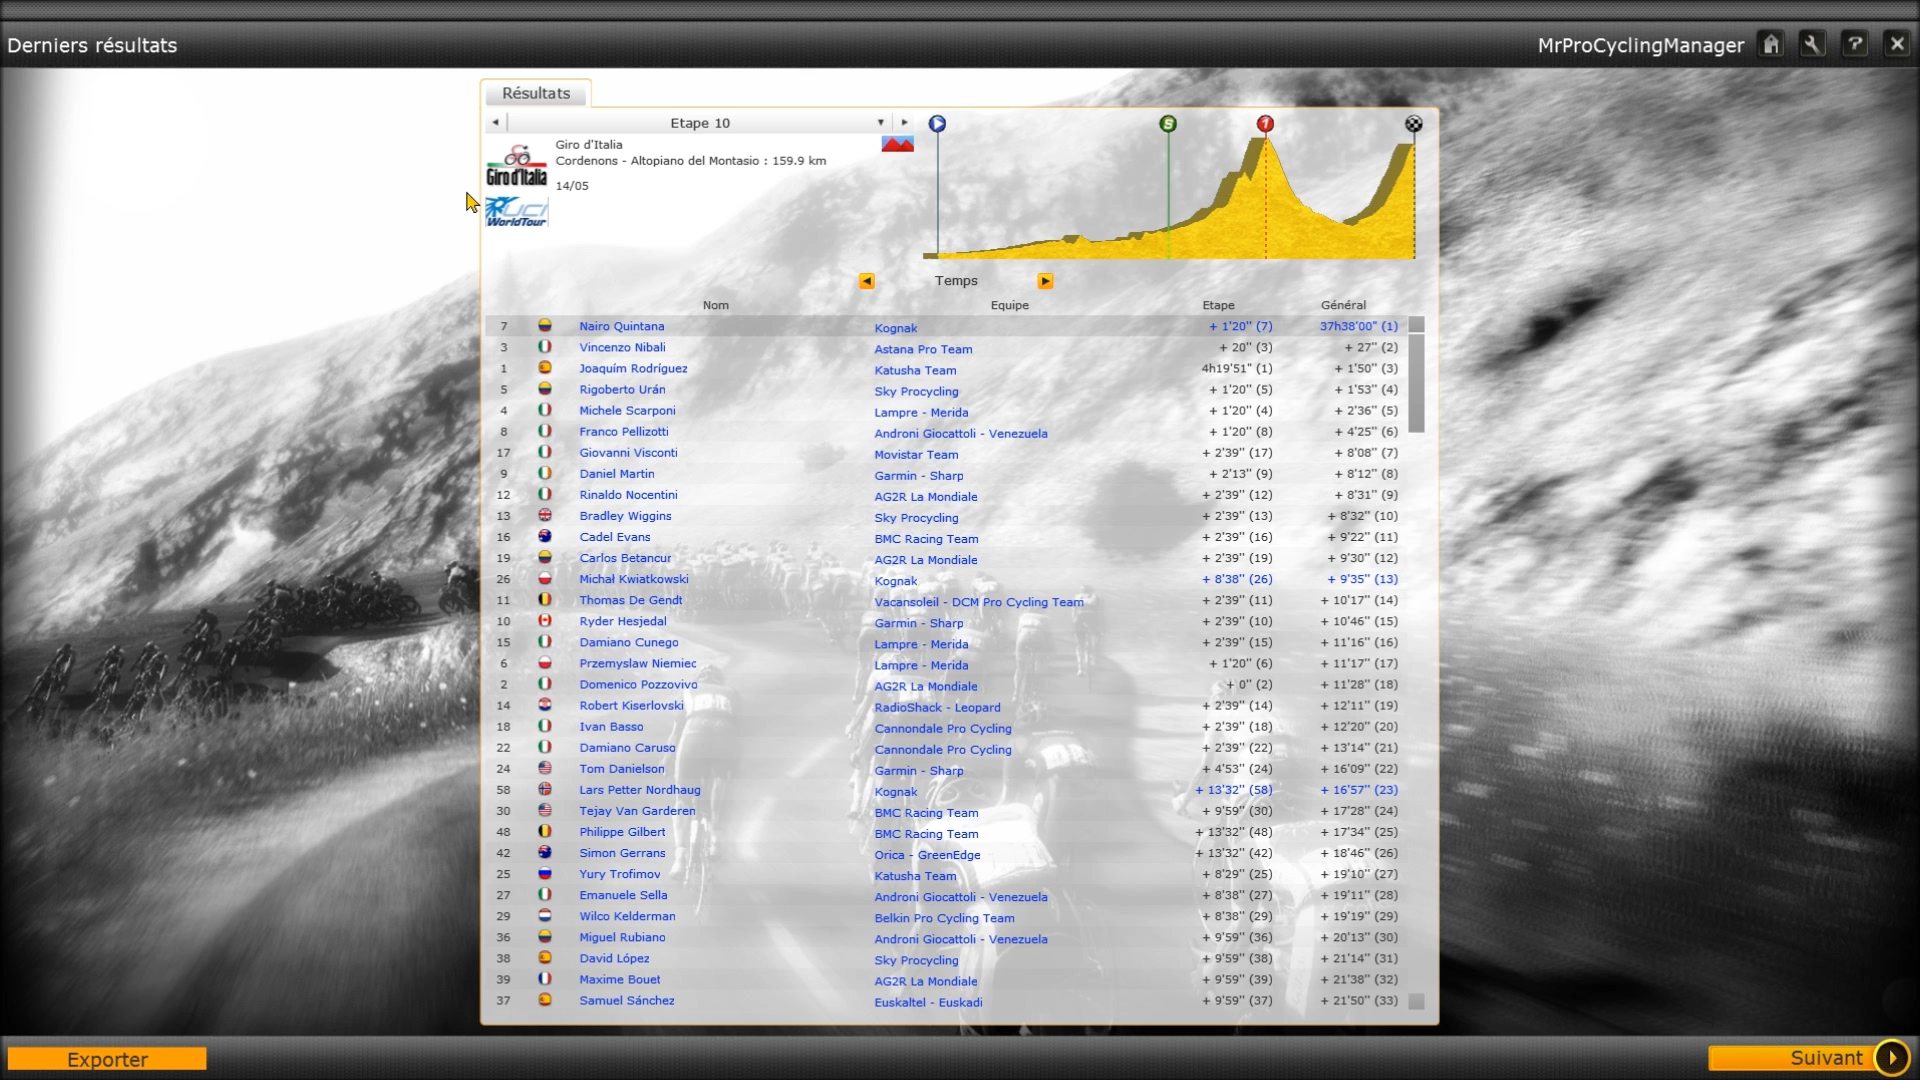 Derniers résultats
MrProCyclingManager
Résultats
Etape 10
Giro d'Italia
Cordenons - Altopiano del Montasio : 159.9 km
14/05
Giro d'Italia
UCI
WorldTour
S
1
Temps
Nom Equipe Etape Général
7 Nairo Quintana Kognak + 1'20'' (7) 37h38'00'' (1)
3 Vincenzo Nibali Astana Pro Team + 20'' (3) + 27'' (2)
1 Joaquím Rodríguez Katusha Team 4h19'51'' (1) + 1'50'' (3)
5 Rigoberto Urán Sky Procycling + 1'20'' (5) + 1'53'' (4)
4 Michele Scarponi Lampre - Merida + 1'20'' (4) + 2'36'' (5)
8 Franco Pellizotti Androni Giocattoli - Venezuela + 1'20'' (8) + 4'25'' (6)
17 Giovanni Visconti Movistar Team + 2'39'' (17) + 8'08'' (7)
9 Daniel Martin Garmin - Sharp + 2'13'' (9) + 8'12'' (8)
12 Rinaldo Nocentini AG2R La Mondiale + 2'39'' (12) + 8'31'' (9)
13 Bradley Wiggins Sky Procycling + 2'39'' (13) + 8'32'' (10)
16 Cadel Evans BMC Racing Team + 2'39'' (16) + 9'22'' (11)
19 Carlos Betancur AG2R La Mondiale + 2'39'' (19) + 9'30'' (12)
26 Michał Kwiatkowski Kognak + 8'38'' (26) + 9'35'' (13)
11 Thomas De Gendt Vacansoleil - DCM Pro Cycling Team + 2'39'' (11) + 10'17'' (14)
10 Ryder Hesjedal Garmin - Sharp + 2'39'' (10) + 10'46'' (15)
15 Damiano Cunego Lampre - Merida + 2'39'' (15) + 11'16'' (16)
6 Przemyslaw Niemiec Lampre - Merida + 1'20'' (6) + 11'17'' (17)
2 Domenico Pozzovivo AG2R La Mondiale + 0'' (2) + 11'28'' (18)
14 Robert Kiserlovski RadioShack - Leopard + 2'39'' (14) + 12'11'' (19)
18 Ivan Basso Cannondale Pro Cycling + 2'39'' (18) + 12'20'' (20)
22 Damiano Caruso Cannondale Pro Cycling + 2'39'' (22) + 13'14'' (21)
24 Tom Danielson Garmin - Sharp + 4'53'' (24) + 16'09'' (22)
58 Lars Petter Nordhaug Kognak + 13'32'' (58) + 16'57'' (23)
30 Tejay Van Garderen BMC Racing Team + 9'59'' (30) + 17'28'' (24)
48 Philippe Gilbert BMC Racing Team + 13'32'' (48) + 17'34'' (25)
42 Simon Gerrans Orica - GreenEdge + 13'32'' (42) + 18'46'' (26)
25 Yury Trofimov Katusha Team + 8'29'' (25) + 19'10'' (27)
27 Emanuele Sella Androni Giocattoli - Venezuela + 8'38'' (27) + 19'11'' (28)
29 Wilco Kelderman Belkin Pro Cycling Team + 8'38'' (29) + 19'19'' (29)
36 Miguel Rubiano Androni Giocattoli - Venezuela + 9'59'' (36) + 20'13'' (30)
38 David López Sky Procycling + 9'59'' (38) + 21'14'' (31)
39 Maxime Bouet AG2R La Mondiale + 9'59'' (39) + 21'38'' (32)
37 Samuel Sánchez Euskaltel - Euskadi + 9'59'' (37) + 21'50'' (33)
Exporter
Suivant